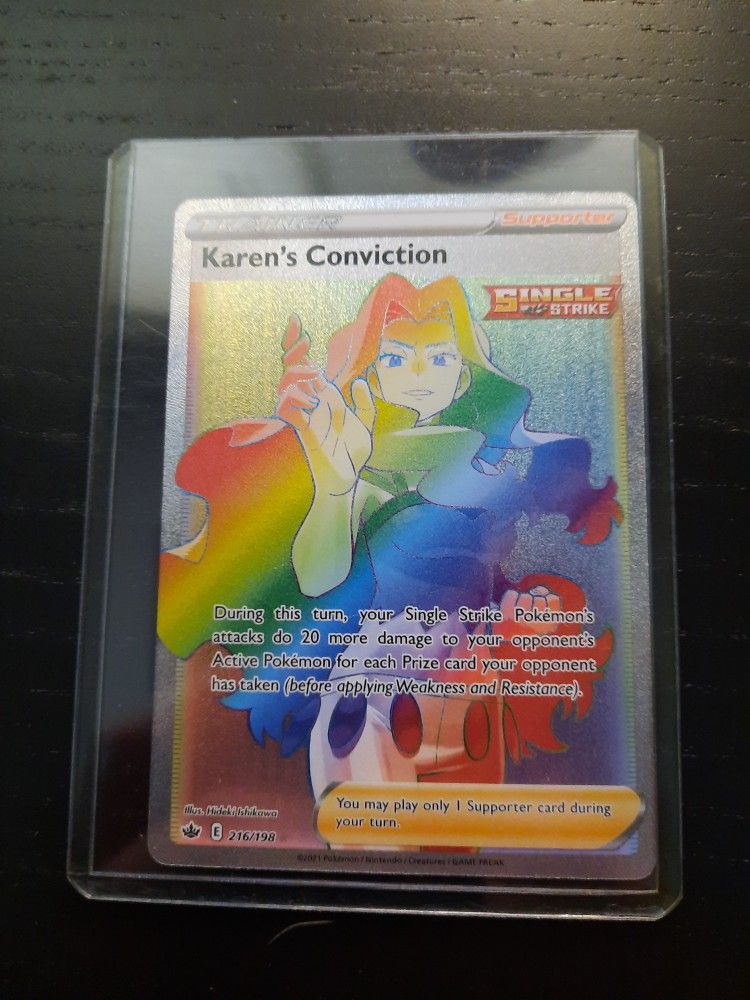 TRAINER Supporter
Karen's Conviction
SINGLE
STRIKE
During this turn, your Single Strike Pokémon's
attacks do 20 more damage to your opponent's
Active Pokémon for each Prize card your opponent
has taken (before applying Weakness and Resistance).
You may play only 1 Supporter card during
your turn.
Illus. Hideki Ishikawa
E 216/198
©2021 Pokémon / Nintendo / Creatures / GAME FREAK